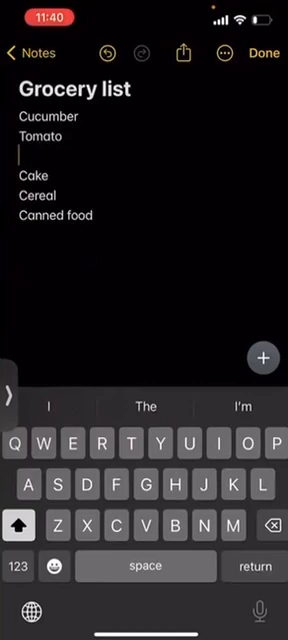 11:40
Notes
Done
Grocery list
Cucumber
Tomato
Cake
Cereal
Canned food
I The I'm
Q W E R T Y U I O P
A S D F G H J K L
Z X C V B N M
123 space return